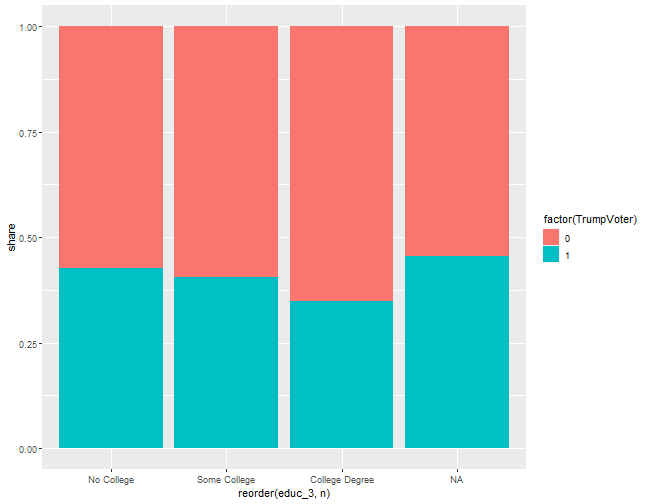 1.00
0.75
0.50
0.25
0.00
share
No College Some College College Degree NA
reorder(educ_3, n)
factor(TrumpVoter)
0
1